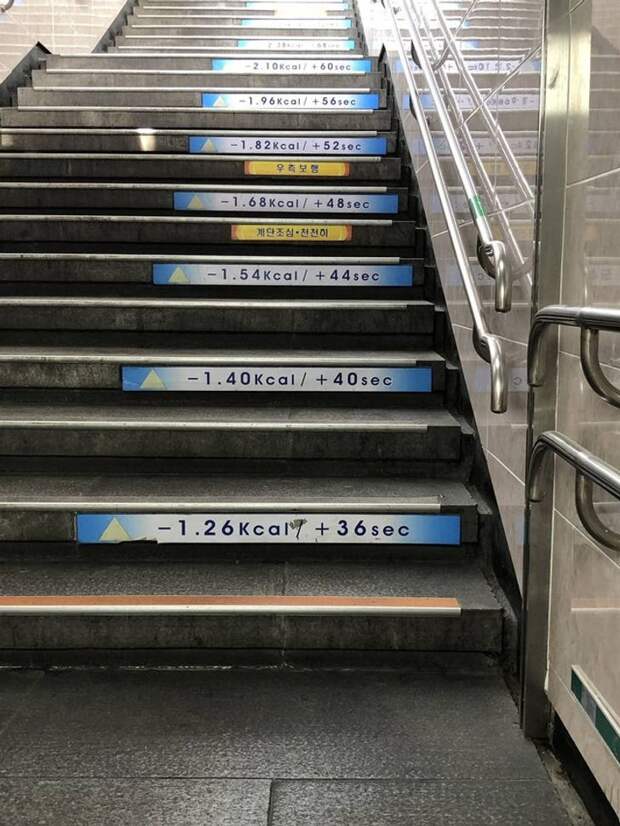 -2.10Kcal / +60sec
-1.96Kcal / +56sec
-1.82Kcal / +52sec
우측보행
-1.68Kcal / +48sec
계단조심·천천히
-1.54Kcal / +44sec
-1.40Kcal / +40sec
-1.26Kcal / +36sec